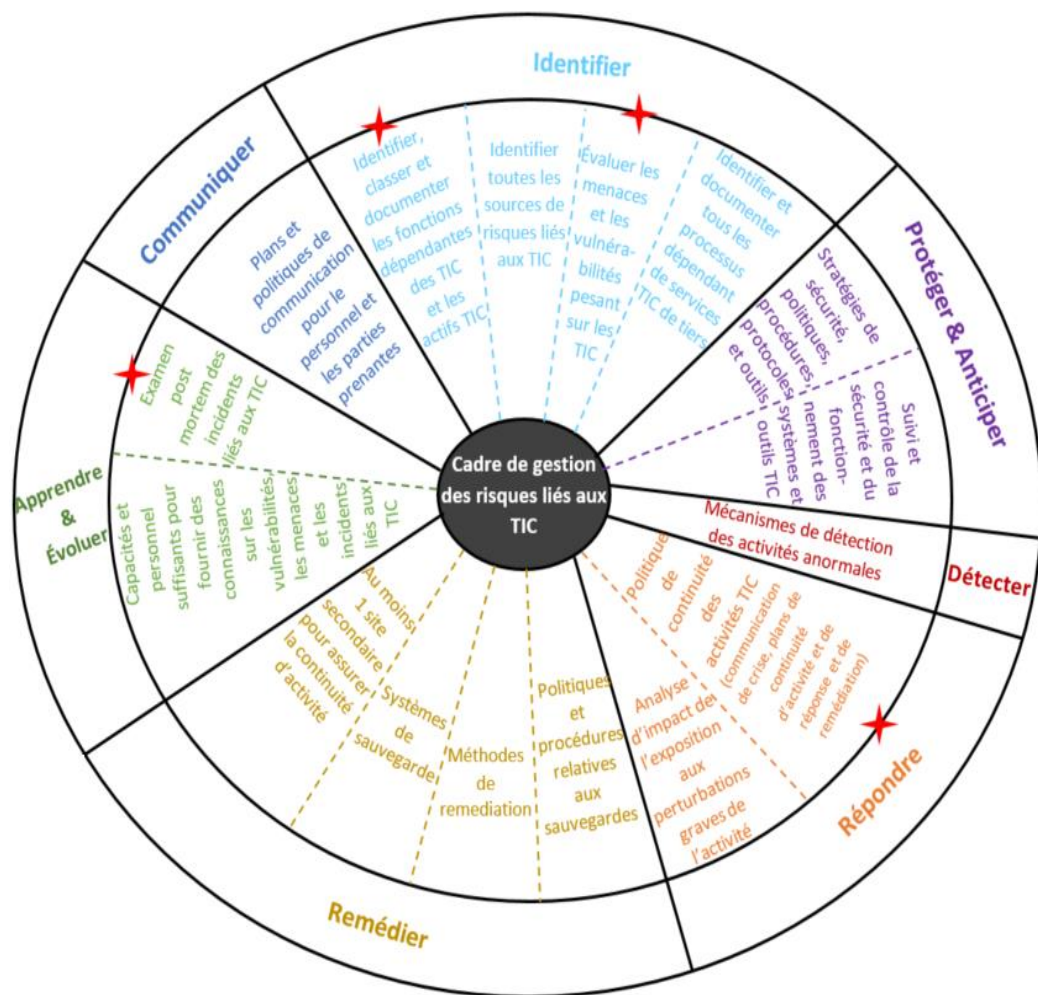 Identifier
Identifier,
classer et
documenter
les fonctions
dépendantes
des TIC
et les
actifs TIC
Identifier
toutes les
sources de
risques liés
aux TIC
Évaluer les
menaces
et les
vulnéra-
bilités
pesant
sur les
TIC
Identifier et
documenter
tous les
processus
dépendant
de services
TIC de tiers
Protéger & Anticiper
Stratégies de
sécurité,
politiques,
procédures,
protocoles
et outils
Suivi et
contrôle de la
sécurité et du
fonction-
nement des
systèmes et
outils TIC
Détecter
Mécanismes de détection
des activités anormales
Répondre
Politique
de
continuité
des
activités TIC
(communication
de crise, plans de
continuité
d'activité et de
réponse et de
remédiation)
Analyse
d'impact de
l'exposition
aux
perturbations
graves de
l'activité
Remédier
Politiques
et
procédures
relatives
aux
sauvegardes
Méthodes
de
remediation
Systèmes
de
sauvegarde
Au moins
1 site
secondaire
pour assurer
la continuité
d'activité
Apprendre
&
Évoluer
Capacités et
personnel
suffisants pour
fournir des
connaissances
sur les
vulnérabilités,
les menaces
et les
incidents
liés aux
TIC
Examen
post
mortem des
incidents
liés aux TIC
Communiquer
Plans et
politiques de
communication
pour le
personnel et
les parties
prenantes
Cadre de gestion
des risques liés aux
TIC